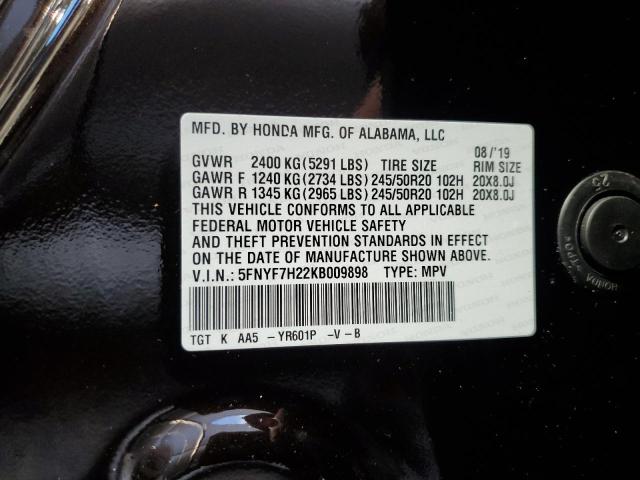 MFD. BY HONDA MFG. OF ALABAMA, LLC
08/'19
GVWR 2400 KG(5291 LBS) TIRE SIZE RIM SIZE
GAWR F 1240 KG(2734 LBS)245/50R20 102H 20X8.0J
GAWR R 1345 KG(2965 LBS)245/50R20 102H 20X8.0J
THIS VEHICLE CONFORMS TO ALL APPLICABLE
FEDERAL MOTOR VEHICLE SAFETY
AND THEFT PREVENTION STANDARDS IN EFFECT
ON THE DATE OF MANUFACTURE SHOWN ABOVE.
V.I.N.: 5FNYF7H22KB009898 TYPE: MPV
TGT K AA5 - YR601P -V-B
25
HONDA
>TPO<